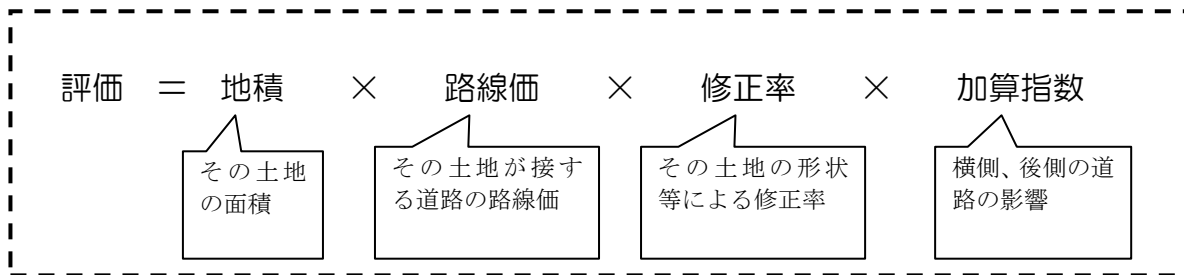 評価 = 地積 × 路線価 × 修正率 × 加算指数
その土地
の面積
その土地が接す
る道路の路線価
その土地の形状
等による修正率
横側、後側の道
路の影響